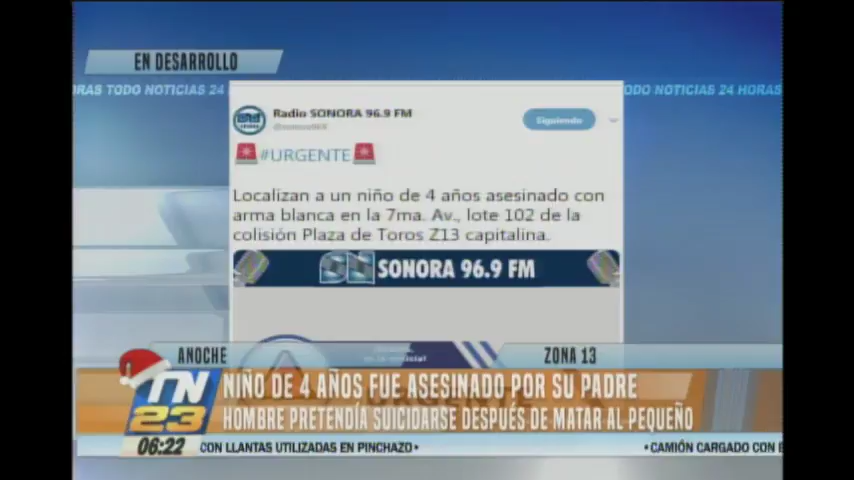 EN DESARROLLO
ORAS TODO NOTICIAS 24
ODO NOTICIAS 24 HORAS
Radio SONORA 96.9 FM
Siguiendo
🚨#URGENTE🚨
Localizan a un niño de 4 años asesinado con
arma blanca en la 7ma. Av., lote 102 de la
colisión Plaza de Toros Z13 capitalina.
SN SONORA 96.9 FM
ANOCHE
ZONA 13
NIÑO DE 4 AÑOS FUE ASESINADO POR SU PADRE
HOMBRE PRETENDÍA SUICIDARSE DESPUÉS DE MATAR AL PEQUEÑO
TN
23
06:22
CON LLANTAS UTILIZADAS EN PINCHAZO•
•CAMIÓN CARGADO CON